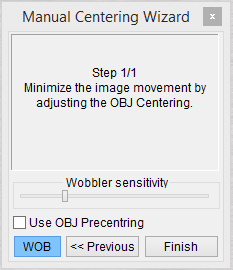 Manual Centering Wizard
x
Step 1/1
Minimize the image movement by
adjusting the OBJ Centering.
Wobbler sensitivity
Use OBJ Precentring
WOB
<< Previous
Finish